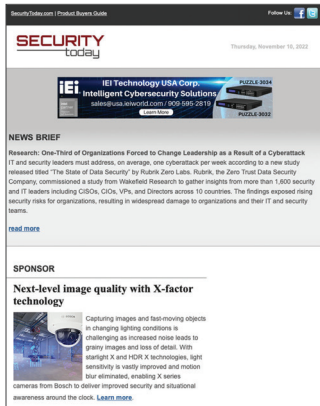 SecurityToday.com | Product Buyers Guide
Follow Us:
SECURITY
today
Thursday, November 10, 2022
iEi
IEI Technology USA Corp.
Intelligent Cybersecurity Solutions
sales@usa.ieiworld.com / 909-595-2819
Learn More
PUZZLE-3034
PUZZLE-3032
NEWS BRIEF
Research: One-Third of Organizations Forced to Change Leadership as a Result of a Cyberattack
IT and security leaders must address, on average, one cyberattack per week according to a new study
released titled "The State of Data Security" by Rubrik Zero Labs. Rubrik, the Zero Trust Data Security
Company, commissioned a study from Wakefield Research to gather insights from more than 1,600 security
and IT leaders including CISOs, CIOs, VPs, and Directors across 10 countries. The findings exposed rising
security risks for organizations, resulting in widespread damage to organizations and their IT and security
teams.
read more
SPONSOR
Next-level image quality with X-factor
technology
Capturing images and fast-moving objects
in changing lighting conditions is
challenging as increased noise leads to
grainy images and loss of detail. With
starlight X and HDR X technologies, light
sensitivity is vastly improved and motion
blur eliminated, enabling X series
cameras from Bosch to deliver improved security and situational
awareness around the clock. Learn more.